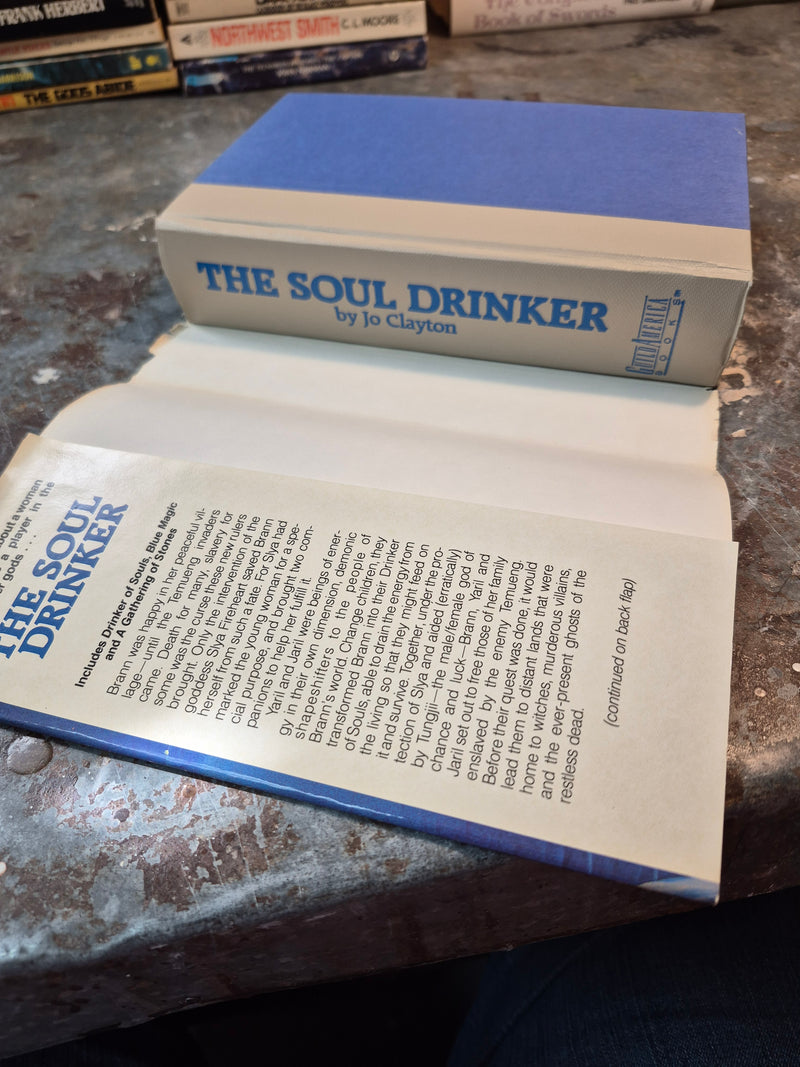 FRANK HERBERT
NORTHWEST SMITH C. L. MOORE
THE GODS ABIDE
Book of Swords
THE SOUL DRINKER
by Jo Clayton
GUILDAMERICA
BOOKS
SM
about a woman
a player in the
gods . . . .
THE SOUL
DRINKER
Includes Drinker of Souls, Blue Magic
and A Gathering of Stones
Brann was happy in her peaceful vil-
lage—until the Temueng invaders
came. Death for many, slavery for
some was the curse these new rulers
brought. Only the intervention of the
goddess Slya Fireheart saved Brann
herself from such a fate. For Slya had
marked the young woman for a spe-
cial purpose, and brought two com-
panions to help her fulfill it.
Yaril and Jaril were beings of ener-
gy in their own dimension, demonic
shapeshifters to the people of
Brann's world. Change children, they
transformed Brann into their Drinker
of Souls, able to drain the energy from
the living so that they might feed on
it and survive. Together, under the pro-
tection of Slya and aided (erratically)
by Tungjii—the male/female god of
chance and luck—Brann, Yaril and
Jaril set out to free those of her family
enslaved by the enemy Temueng.
Before their quest was done, it would
lead them to distant lands that were
home to witches, murderous villains,
and the ever-present ghosts of the
restless dead.
(continued on back flap)